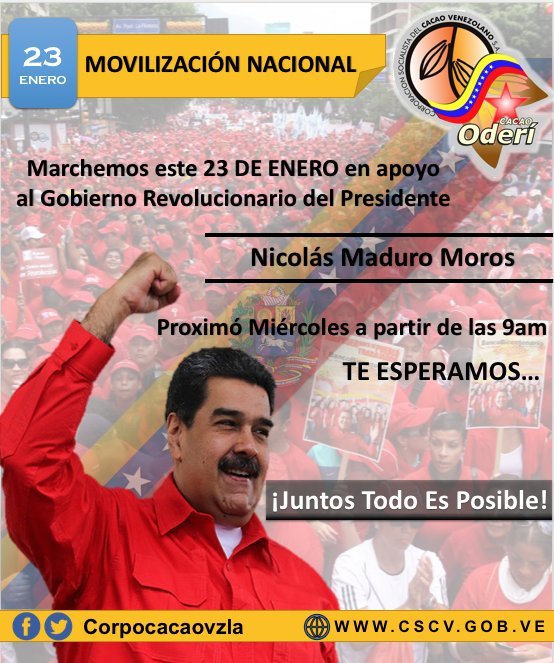 23
ENERO
MOVILIZACIÓN NACIONAL
CORPORACIÓN SOCIALISTA DEL CACAO VENEZOLANO S.A.
CACAO
Oderí
Marchemos este 23 DE ENERO en apoyo
al Gobierno Revolucionario del Presidente
Nicolás Maduro Moros
Proximó Miércoles a partir de las 9am
TE ESPERAMOS...
¡Juntos Todo Es Posible!
Corpocacaovzla
WWW.CSCV.GOB.VE